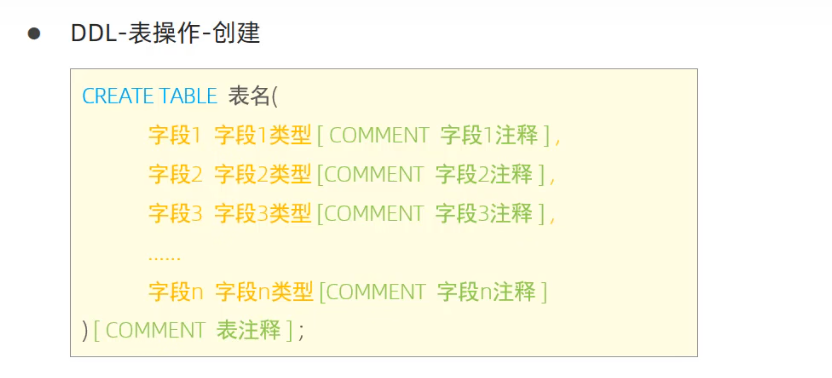 ● DDL-表操作-创建
CREATE TABLE 表名(
字段1 字段1类型 [ COMMENT 字段1注释 ] ,
字段2 字段2类型 [COMMENT 字段2注释 ] ,
字段3 字段3类型 [COMMENT 字段3注释 ] ,
......
字段n 字段n类型 [COMMENT 字段n注释 ]
) [ COMMENT 表注释 ] ;